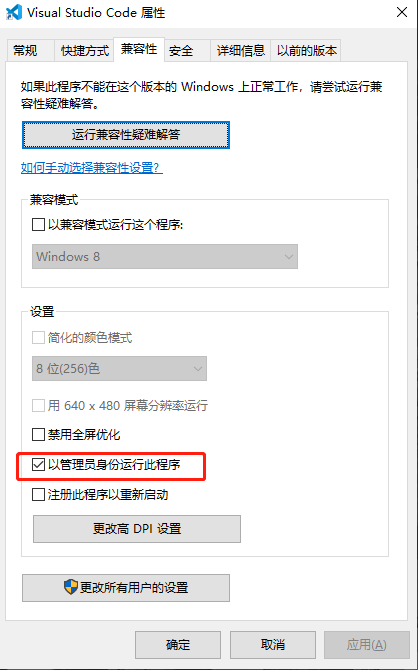 Visual Studio Code 属性
常规
快捷方式
兼容性
安全
详细信息
以前的版本
如果此程序不能在这个版本的 Windows 上正常工作，请尝试运行兼
容性疑难解答。
运行兼容性疑难解答
如何手动选择兼容性设置?
兼容模式
以兼容模式运行这个程序:
Windows 8
设置
简化的颜色模式
8 位(256)色
用 640 x 480 屏幕分辨率运行
禁用全屏优化
以管理员身份运行此程序
注册此程序以重新启动
更改高 DPI 设置
更改所有用户的设置
确定
取消
应用(A)